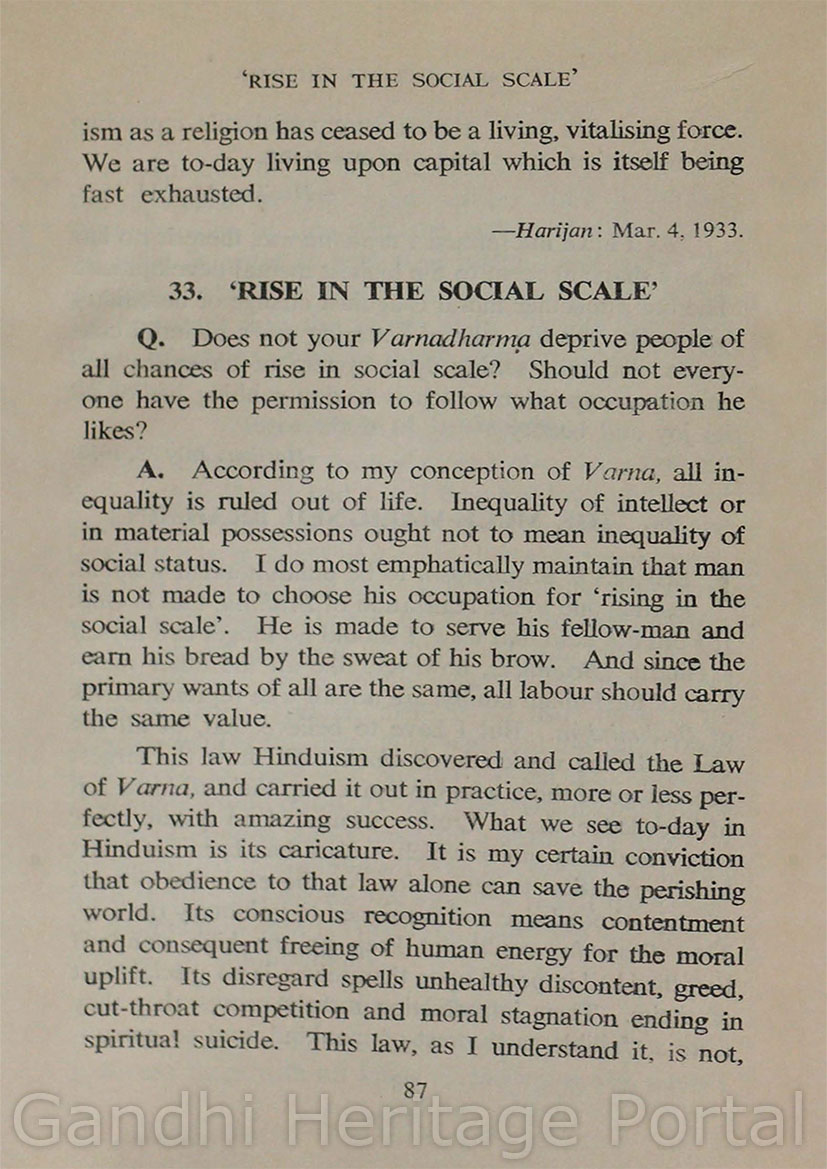 ‘RISE IN THE SOCIAL SCALE’
ism as a religion has ceased to be a living, vitalising force.
We are to-day living upon capital which is itself being
fast exhausted.
—Harijan: Mar. 4, 1933.
33. ‘RISE IN THE SOCIAL SCALE’
Q. Does not your Varnadharma deprive people of
all chances of rise in social scale? Should not every-
one have the permission to follow what occupation he
likes?
A. According to my conception of Varna, all in-
equality is ruled out of life. Inequality of intellect or
in material possessions ought not to mean inequality of
social status. I do most emphatically maintain that man
is not made to choose his occupation for ‘rising in the
social scale’. He is made to serve his fellow-man and
earn his bread by the sweat of his brow. And since the
primary wants of all are the same, all labour should carry
the same value.
This law Hinduism discovered and called the Law
of Varna, and carried it out in practice, more or less per-
fectly, with amazing success. What we see to-day in
Hinduism is its caricature. It is my certain conviction
that obedience to that law alone can save the perishing
world. Its conscious recognition means contentment
and consequent freeing of human energy for the moral
uplift. Its disregard spells unhealthy discontent, greed,
cut-throat competition and moral stagnation ending in
spiritual suicide. This law, as I understand it, is not,
87
Gandhi Heritage Portal